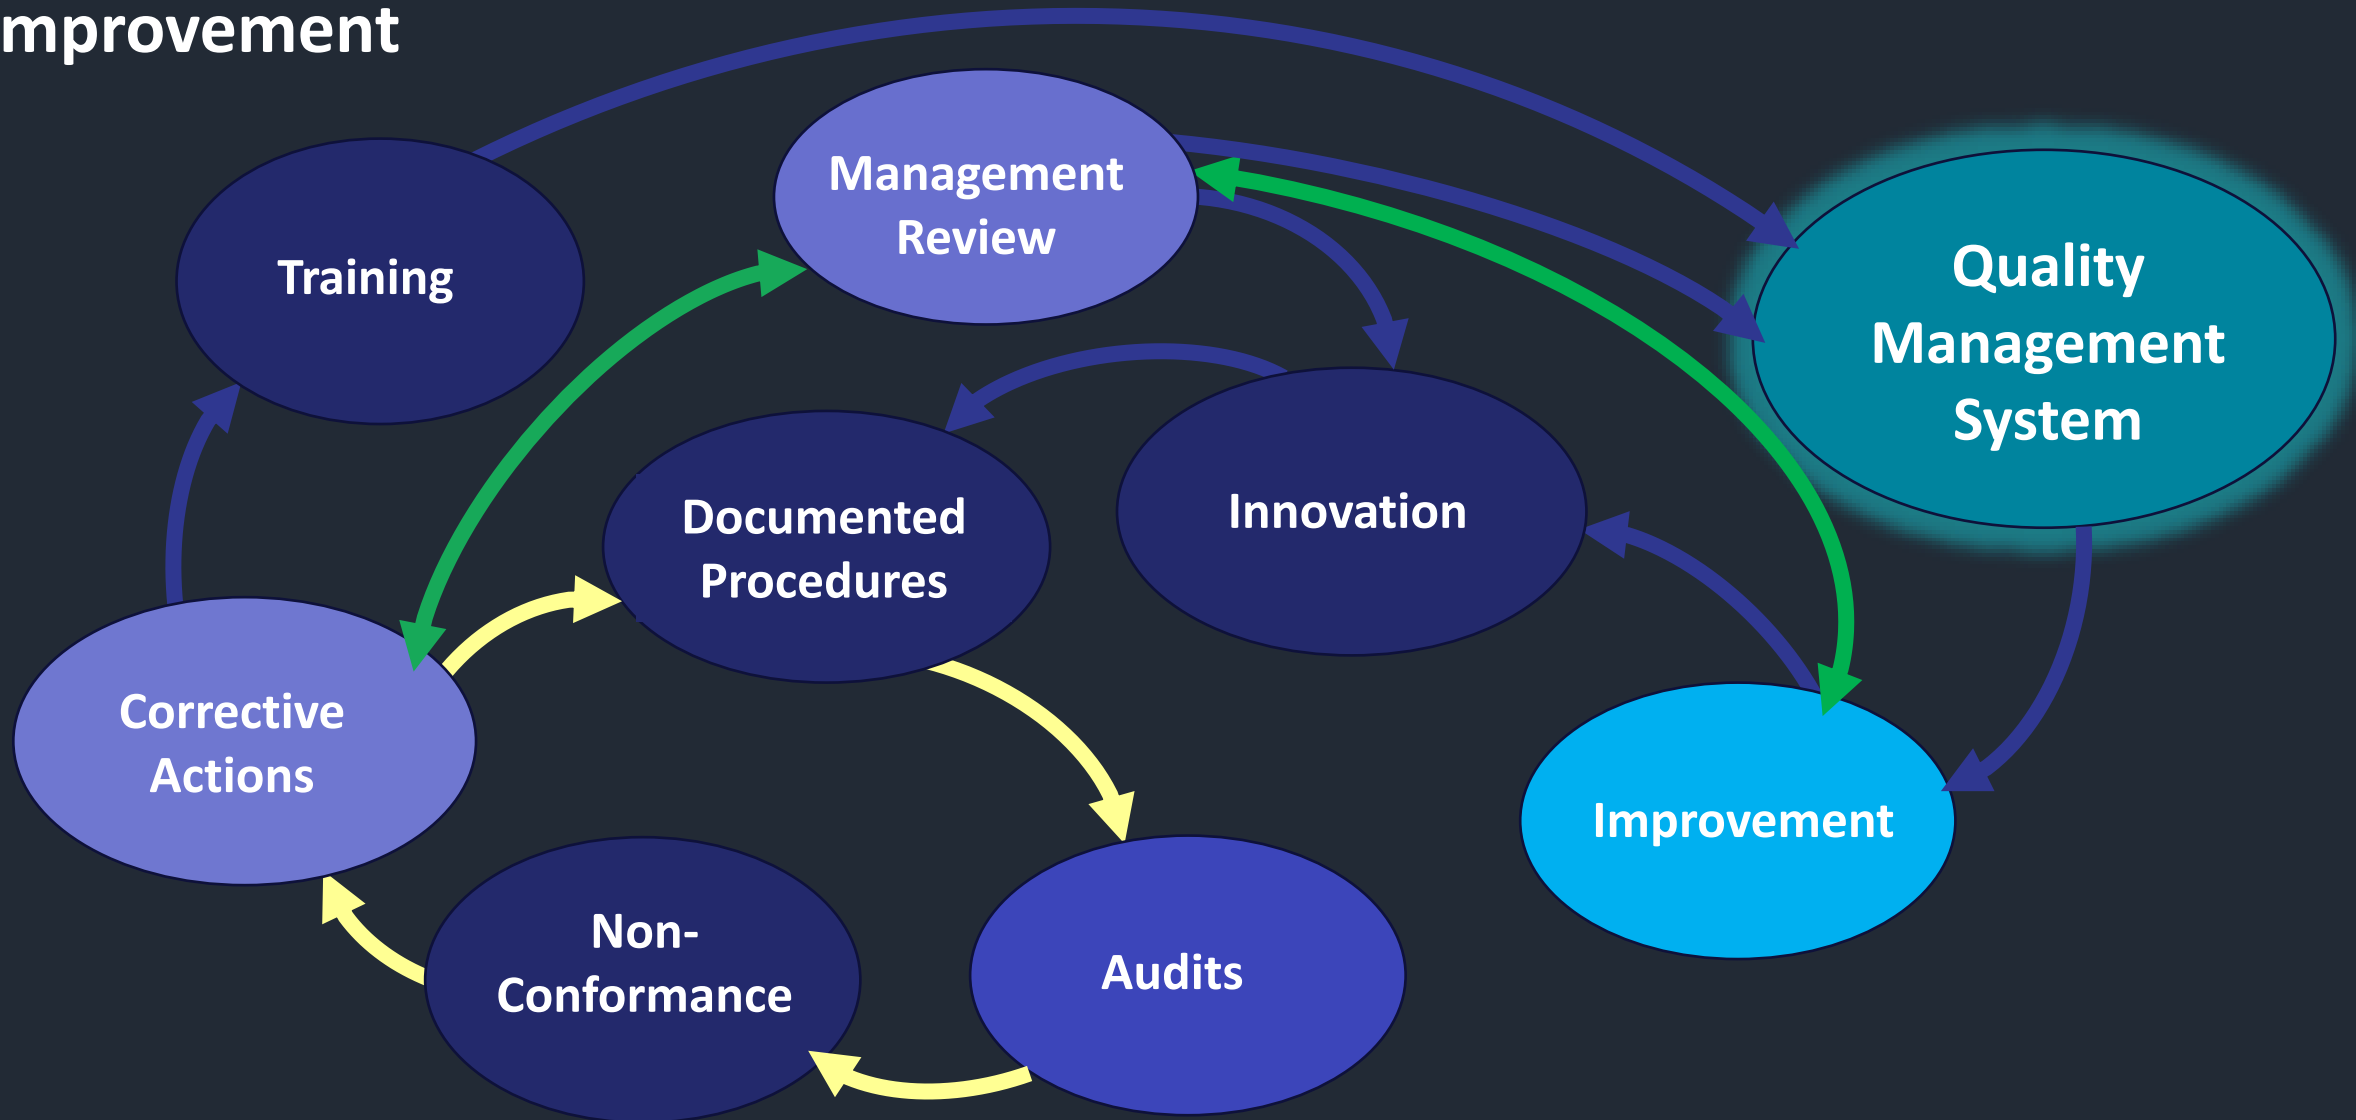 mprovement
Management
Review
Training
Quality
Management
System
Documented
Procedures
Innovation
Corrective
Actions
Improvement
Non-
Conformance
Audits